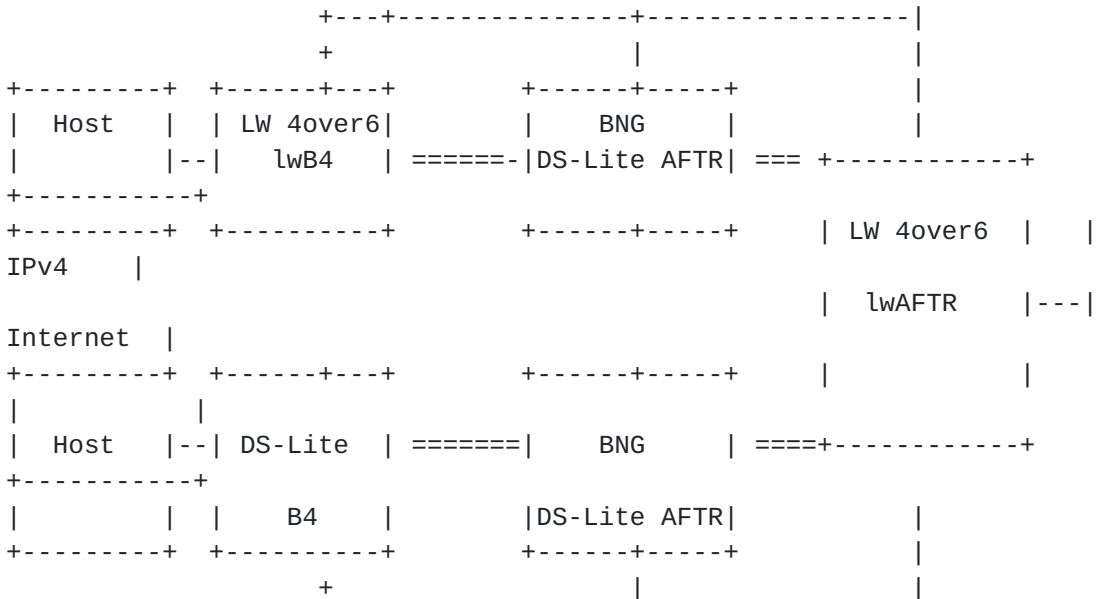 +---+---------------+-----------------|
                      +                   |                 |
+---------+  +------+---+        +------+-----+            |
|  Host   |  | LW 4over6|        |    BNG     |            |
|         |--|   lwB4   | ======-|DS-Lite AFTR| === +------------+
+-----------+
+---------+  +----------+        +------+-----+     | LW 4over6  |   |
IPv4    |
                                                    |  lwAFTR    |---|
Internet  |
+---------+  +------+---+        +------+-----+     |            |
|           |
|  Host   |--| DS-Lite  | =======|    BNG     | ====+------------+
+-----------+
|         |  |    B4    |        |DS-Lite AFTR|           |
+---------+  +----------+        +------+-----+           |
                    +                   |                 |